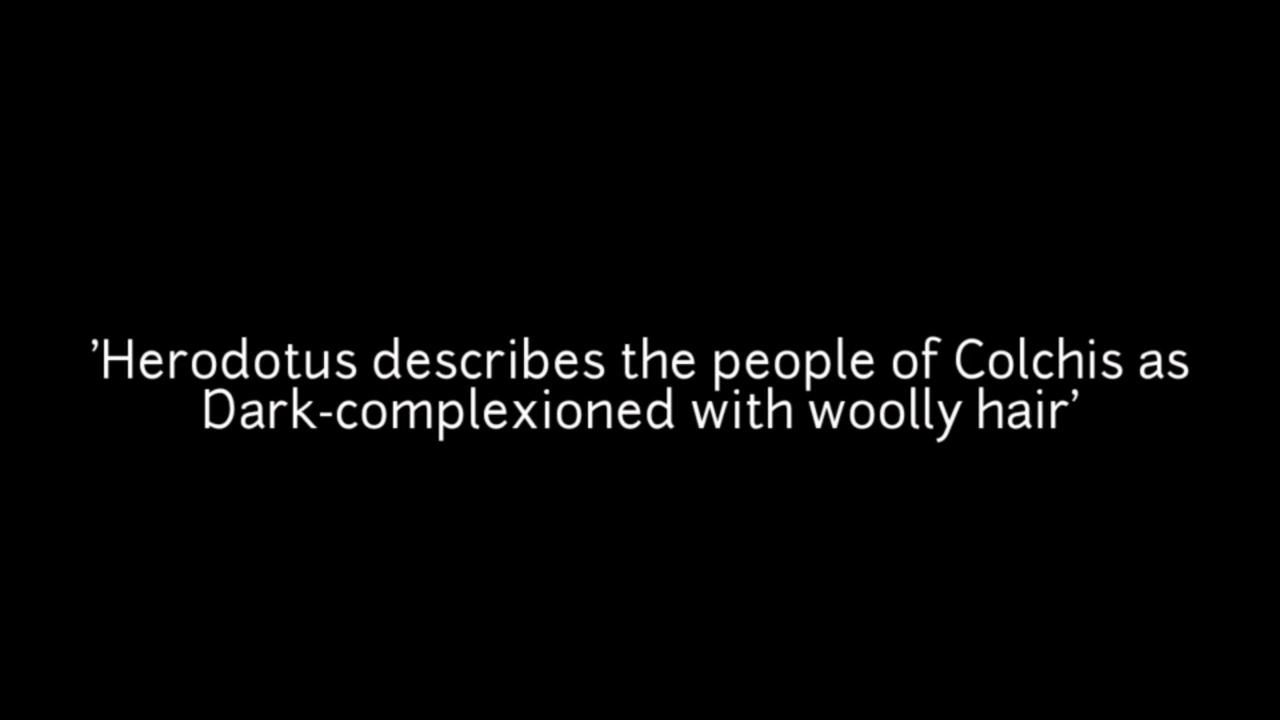 ’Herodotus describes the people of Colchis as
Dark-complexioned with woolly hair’